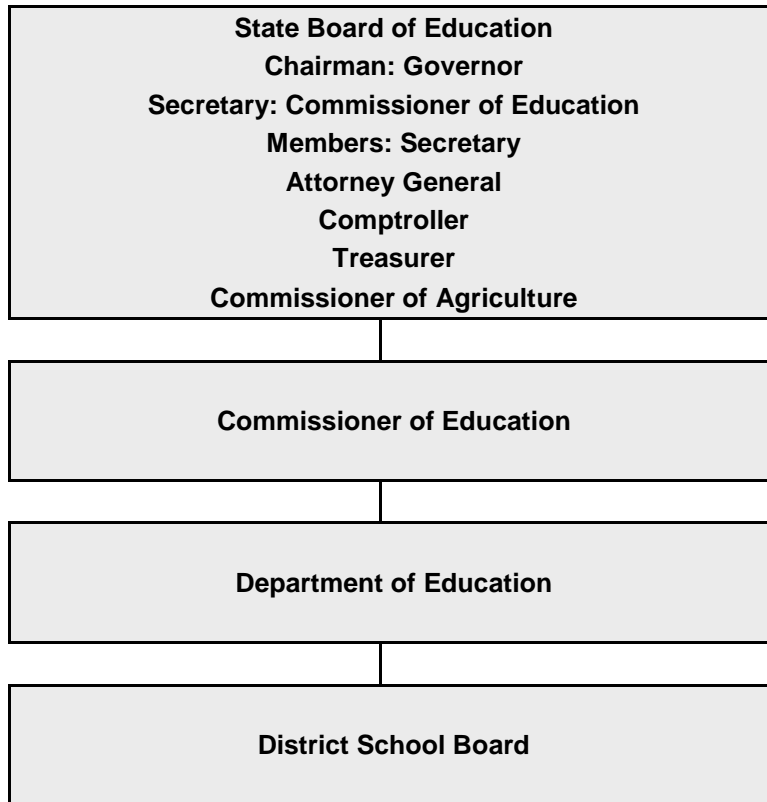 State Board of Education
Chairman: Governor
Secretary: Commissioner of Education
Members: Secretary
Attorney General
Comptroller
Treasurer
Commissioner of Agriculture
Commissioner of Education
Department of Education
District School Board